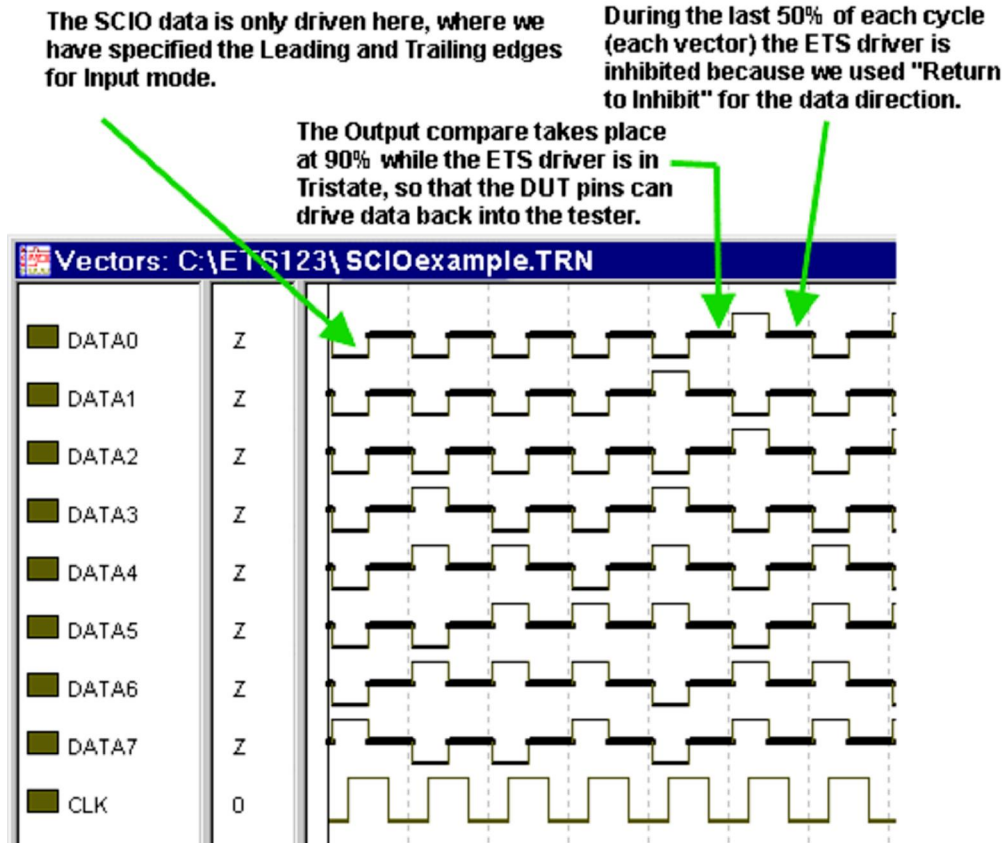 The SCIO data is only driven here, where we
have specified the Leading and Trailing edges
for Input mode.
During the last 50% of each cycle
(each vector) the ETS driver is
inhibited because we used "Return
to Inhibit" for the data direction.
The Output compare takes place
at 90% while the ETS driver is in
Tristate, so that the DUT pins can
drive data back into the tester.
Vectors: C:\ETS123\SCIOexample.TRN
DATA0 Z
DATA1 Z
DATA2 Z
DATA3 Z
DATA4 Z
DATA5 Z
DATA6 Z
DATA7 Z
CLK 0